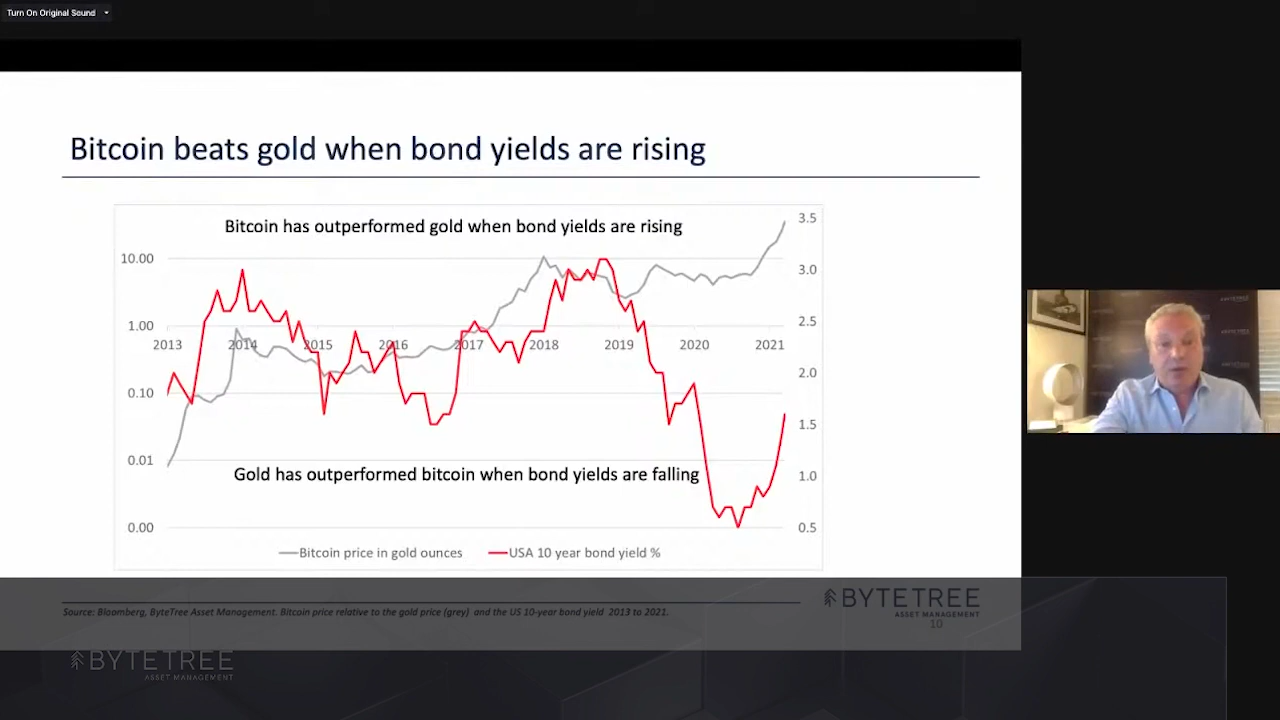 Turn On Original Sound
Bitcoin beats gold when bond yields are rising
Bitcoin has outperformed gold when bond yields are rising
3.5
10.00
3.0
1.00
2.5
2013 2014 2015 2016 2017 2018 2019 2020 2021
2.0
0.10
1.5
0.01
Gold has outperformed bitcoin when bond yields are falling
1.0
0.00
0.5
Bitcoin price in gold ounces
USA 10 year bond yield %
Source: Bloomberg, ByteTree Asset Management. Bitcoin price relative to the gold price (grey) and the US 10-year bond yield 2013 to 2021.
BYTETREE
ASSET MANAGEMENT
10
BYTETREE
ASSET MANAGEMENT
BYTETREE